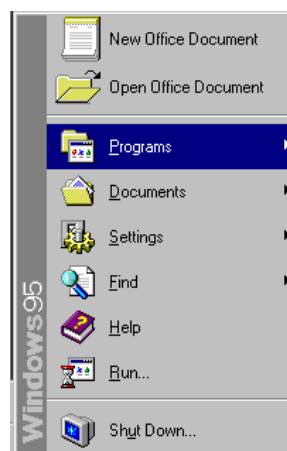 New Office Document
Open Office Document
Programs
Documents
Settings
Find
Help
Run...
Shut Down...
Windows95